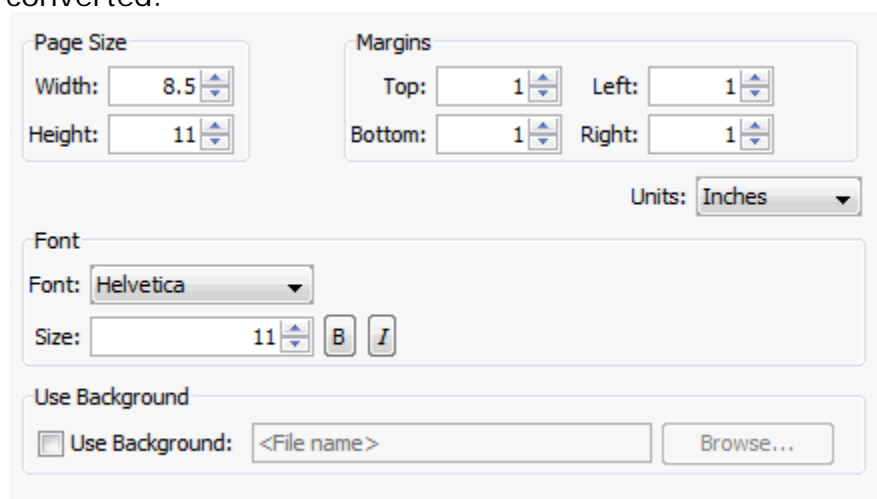 converted.
Page Size Margins
Width: 8.5 Top: 1 Left: 1
Height: 11 Bottom: 1 Right: 1
Units: Inches
Font
Font: Helvetica
Size: 11 B I
Use Background
Use Background: <File name> Browse...